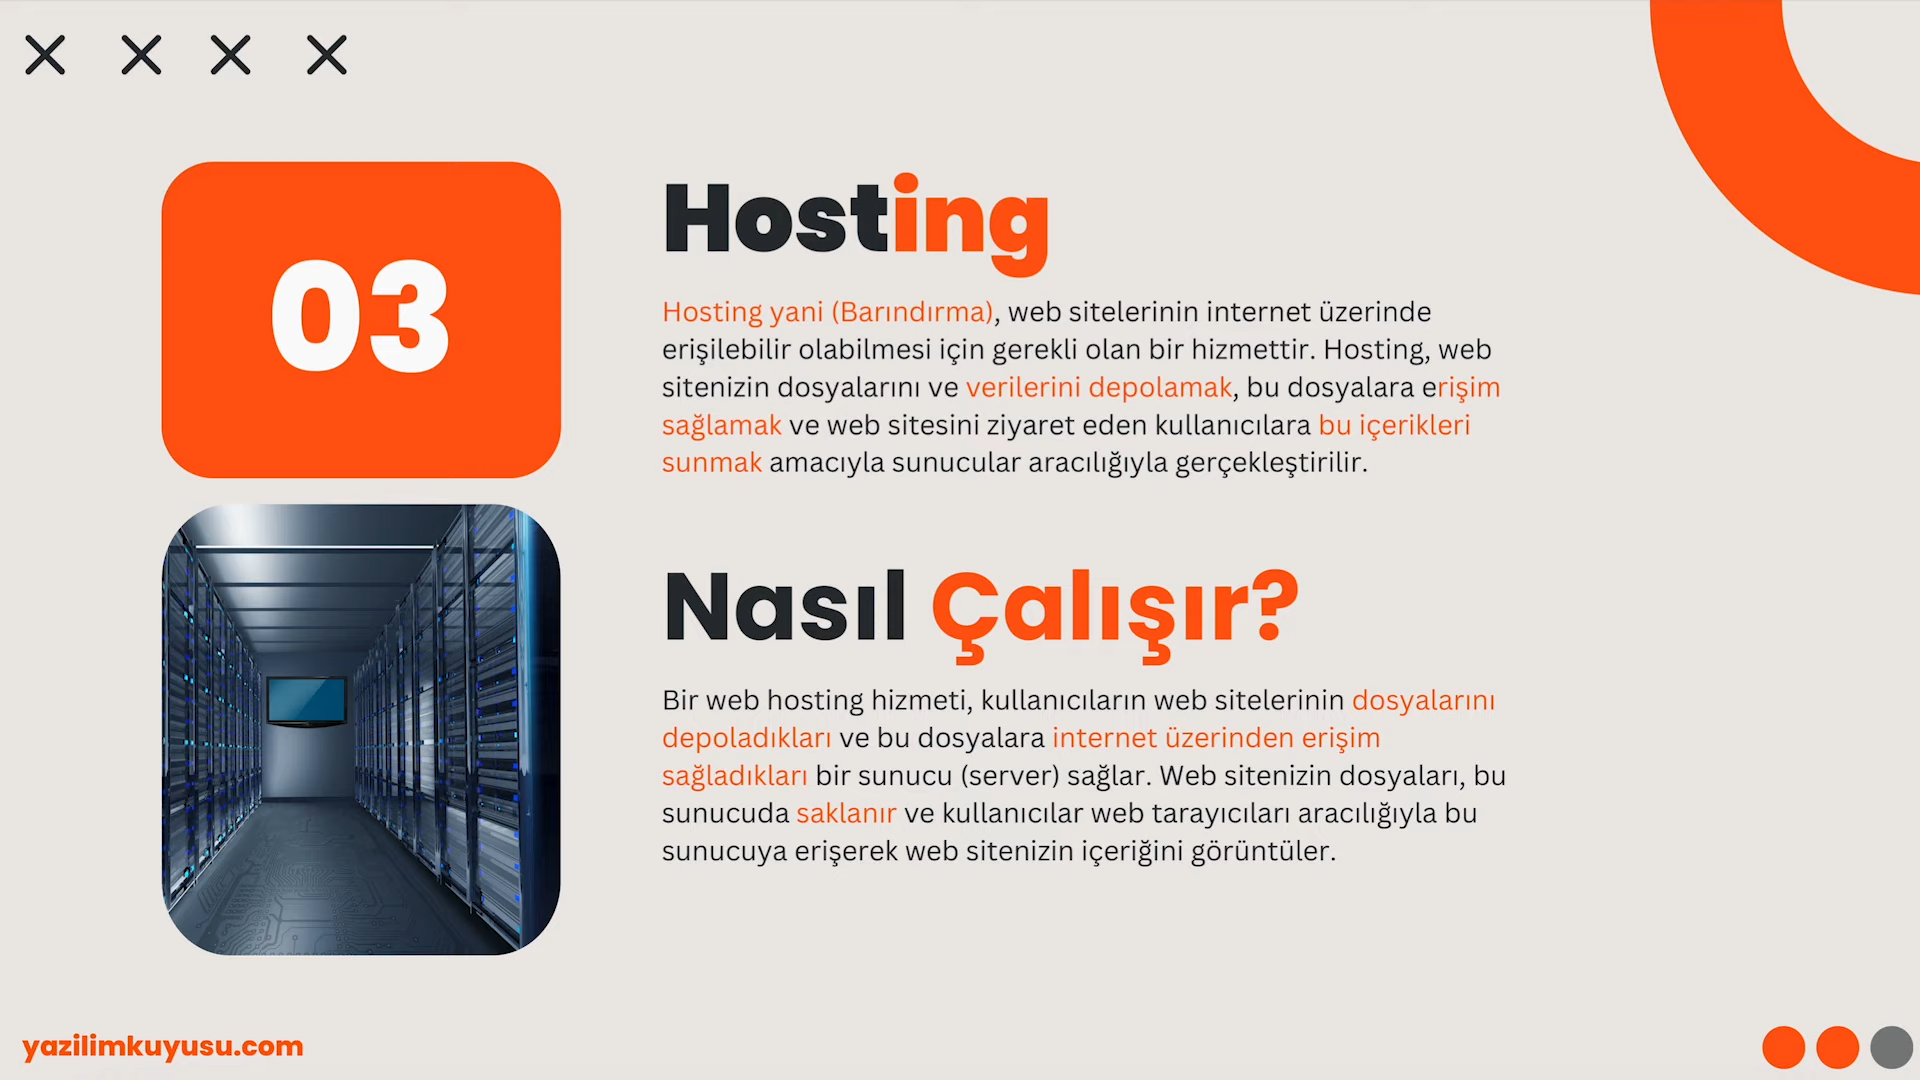 03
Hosting
Hosting yani (Barındırma), web sitelerinin internet üzerinde
erişilebilir olabilmesi için gerekli olan bir hizmettir. Hosting, web
sitenizin dosyalarını ve verilerini depolamak, bu dosyalara erişim
sağlamak ve web sitesini ziyaret eden kullanıcılara bu içerikleri
sunmak amacıyla sunucular aracılığıyla gerçekleştirilir.
Nasıl Çalışır?
Bir web hosting hizmeti, kullanıcıların web sitelerinin dosyalarını
depoladıkları ve bu dosyalara internet üzerinden erişim
sağladıkları bir sunucu (server) sağlar. Web sitenizin dosyaları, bu
sunucuda saklanır ve kullanıcılar web tarayıcıları aracılığıyla bu
sunucuya erişerek web sitenizin içeriğini görüntüler.
yazilimkuyusu.com